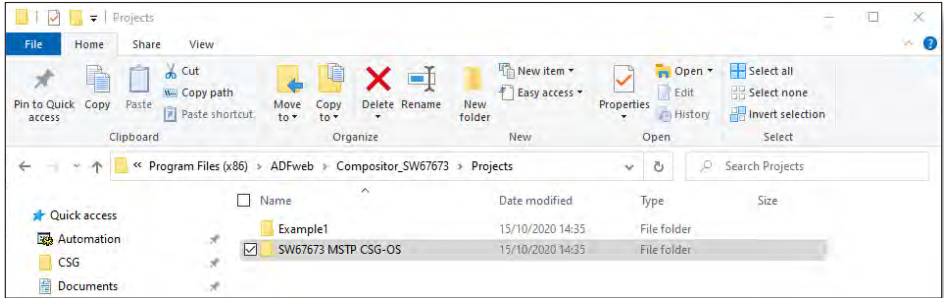 Projects
File Home Share View
Pin to Quick access
Copy
Paste
Cut
Copy path
Paste shortcut
Clipboard
Move to
Copy to
Delete
Rename
Organize
New folder
New item
Easy access
New
Properties
Open
Edit
History
Open
Select all
Select none
Invert selection
Select
« Program Files (x86) > ADFweb > Compositor_SW67673 > Projects
Search Projects
Quick access
Automation
CSG
Documents
Name Date modified Type Size
Example1 15/10/2020 14:35 File folder
SW67673 MSTP CSG-OS 15/10/2020 14:35 File folder